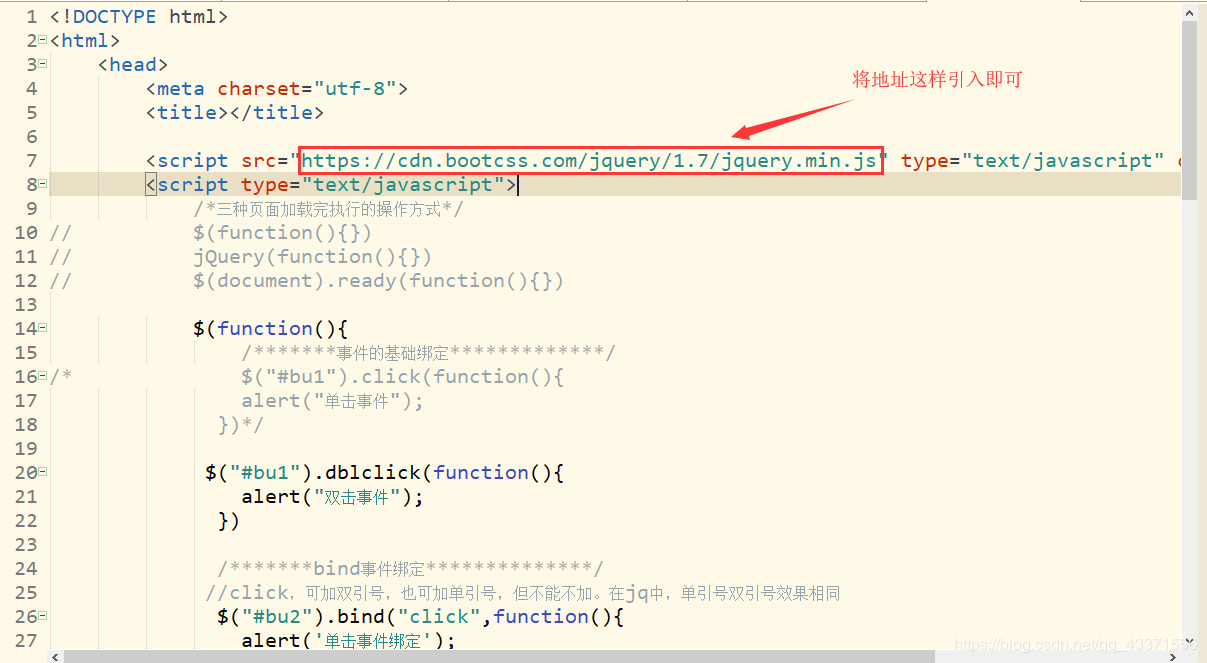 1 <!DOCTYPE html>
2 <html>
3 <head>
将地址这样引入即可
4 <meta charset="utf-8">
5 <title></title>
6
7 <script src="https://cdn.bootcss.com/jquery/1.7/jquery.min.js" type="text/javascript"
8 <script type="text/javascript">
9 /*三种页面加载完执行的操作方式*/
10 // $(function(){})
11 // jQuery(function(){})
12 // $(document).ready(function(){})
13
14 $(function(){
15 /*******事件的基础绑定*************/
16 /* $("#bu1").click(function(){
17 alert("单击事件");
18 })*/
19
20 $("#bu1").dblclick(function(){
21 alert("双击事件");
22 })
23
24 /*******bind事件绑定**************/
25 //click，可加双引号，也可加单引号，但不能不加。在jq中，单引号双引号效果相同
26 $("#bu2").bind("click",function(){
27 alert('单击事件绑定');